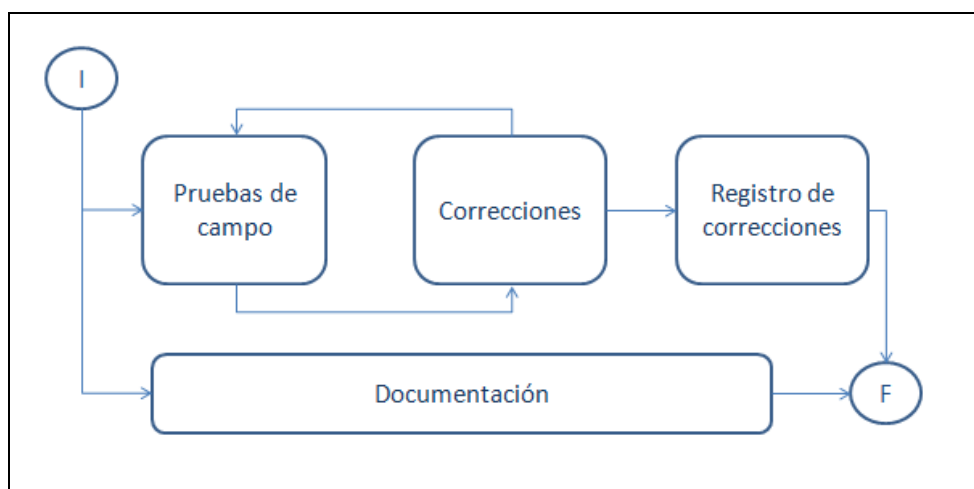 I
Pruebas de
campo
Correcciones
Registro de
correcciones
Documentación
F